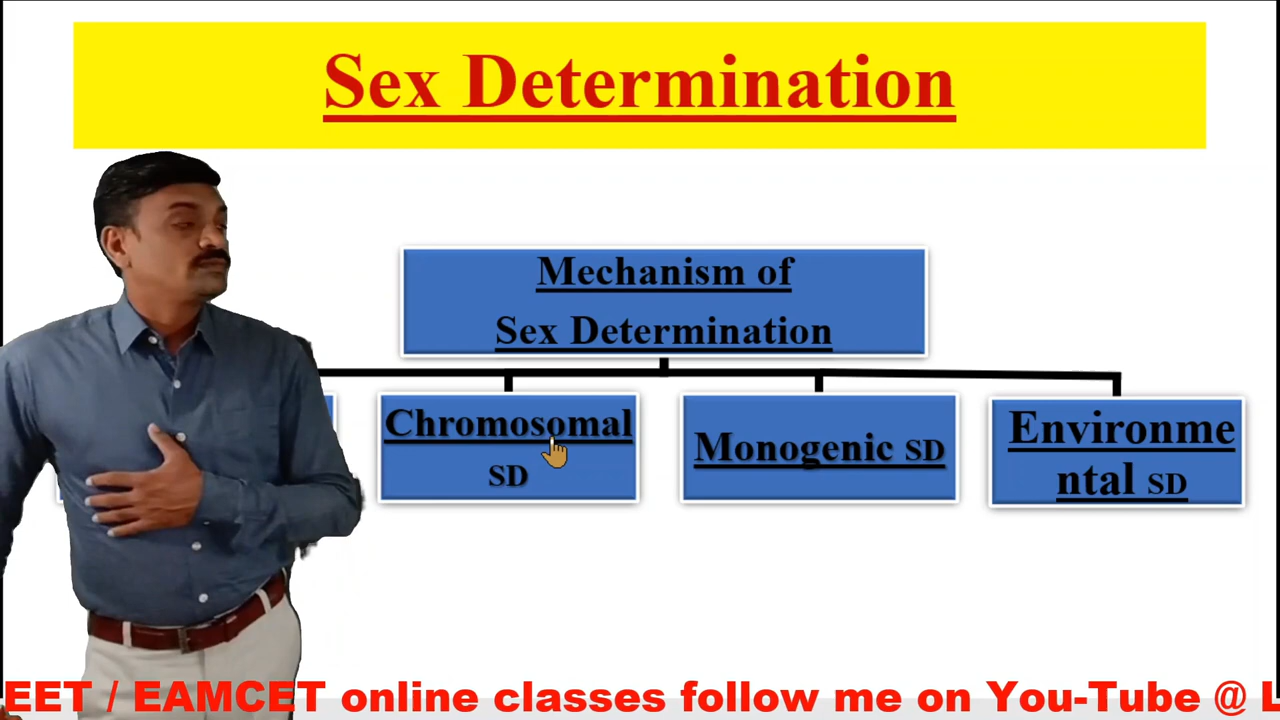 Sex Determination
Mechanism of
Sex Determination
Chromosomal
SD
Monogenic SD
Environme
ntal SD
EET / EAMCET online classes follow me on You-Tube @ L